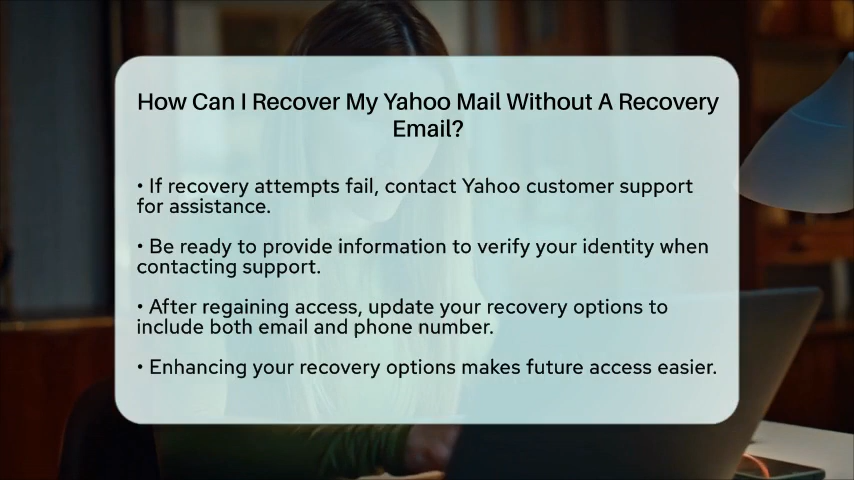 How Can I Recover My Yahoo Mail Without A Recovery
Email?
• If recovery attempts fail, contact Yahoo customer support
for assistance.
• Be ready to provide information to verify your identity when
contacting support.
• After regaining access, update your recovery options to
include both email and phone number.
• Enhancing your recovery options makes future access easier.